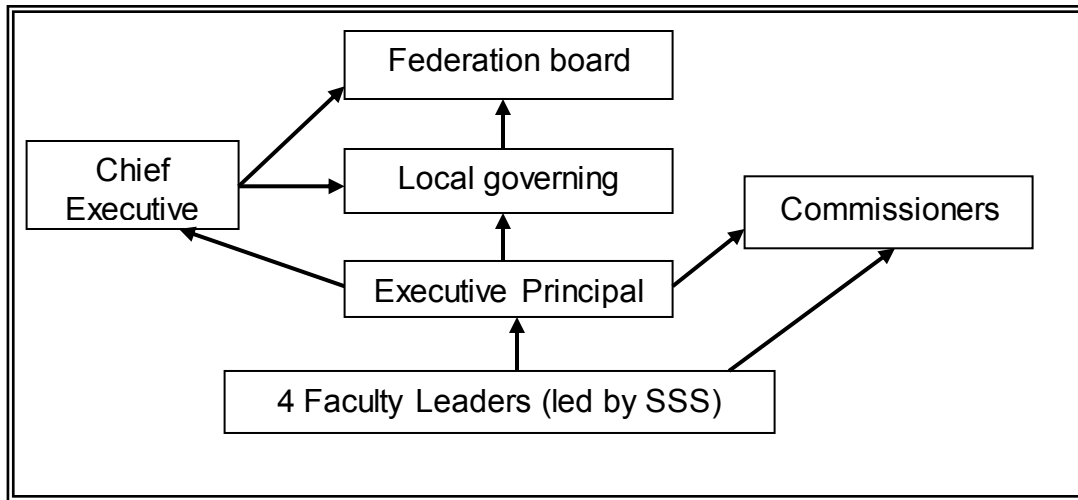 Federation board
Chief
Executive
Local governing
Commissioners
Executive Principal
4 Faculty Leaders (led by SSS)